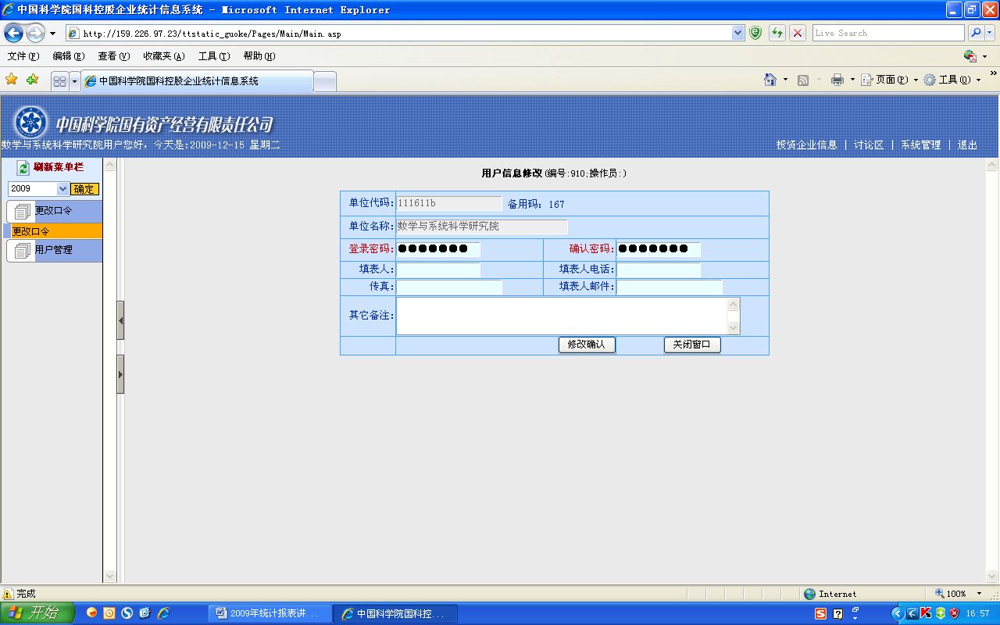 中国科学院国科控股企业统计信息系统 - Microsoft Internet Explorer
http://159.226.97.23/ttstatic_guoke/Pages/Main/Main.asp
Live Search
文件(F) 编辑(E) 查看(V) 收藏夹(A) 工具(T) 帮助(H)
中国科学院国科控股企业统计信息系统
页面(P) 工具(O)
中国科学院国有资产经营有限责任公司
数学与系统科学研究院用户您好，今天是:2009-12-15 星期二
投资企业信息 | 讨论区 | 系统管理 | 退出
刷新菜单栏
2009 确定
更改口令
更改口令
用户管理
用户信息修改(编号:910;操作员:)
单位代码: 111611b 备用码: 167
单位名称: 数学与系统科学研究院
登录密码: ●●●●●●● 确认密码: ●●●●●●●
填表人: 填表人电话:
传真: 填表人邮件:
其它备注:
修改确认 关闭窗口
完成
Internet
100%
开始
2009年统计报表讲...
中国科学院国科控...
16:57